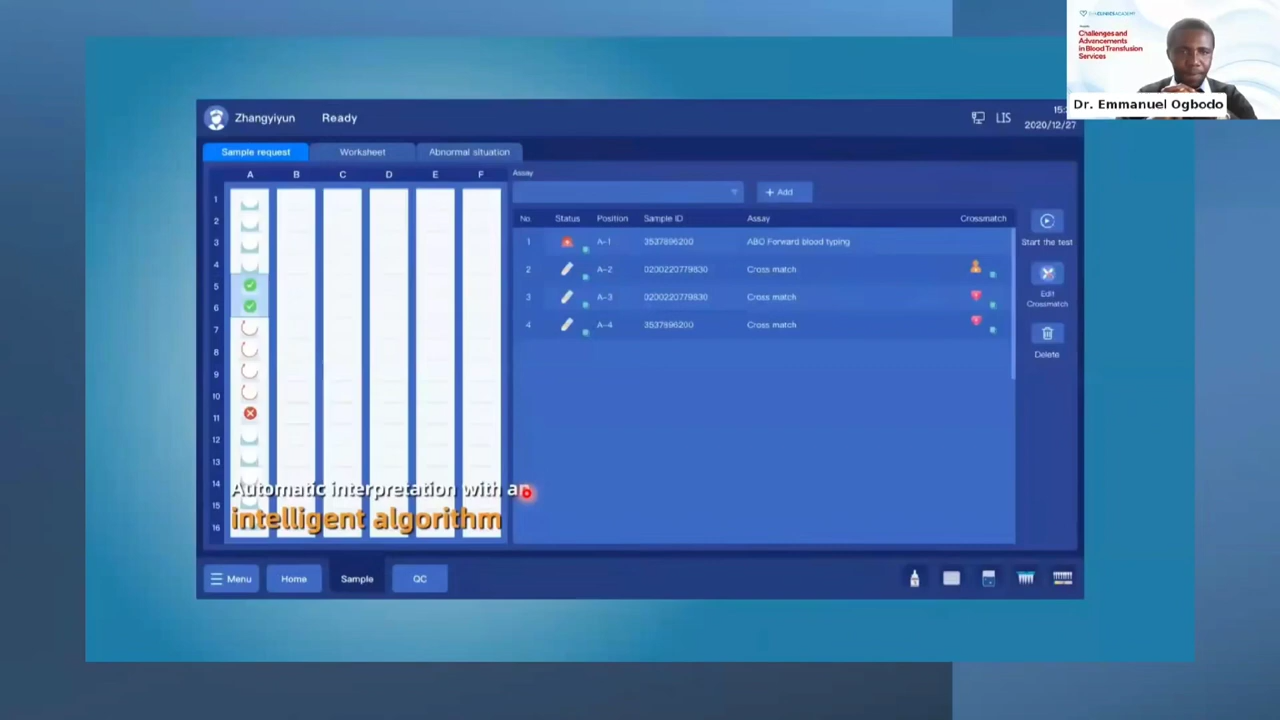 Challenges and
Advancements
in Blood Transfusion
Services
Dr. Emmanuel Ogbodo
Zhangyiyun
Ready
LIS
2020/12/27
Sample request
Worksheet
Abnormal situation
A
B
C
D
E
F
Assay
+ Add
No
Status
Position
Sample ID
Assay
Crossmatch
1 A-1 3537896200 ABO Forward blood typing
2 A-2 0200220779830 Cross match
3 A-3 0200220779830 Cross match
4 A-4 3537896200 Cross match
1
2
3
4
5
6
7
8
9
10
11
12
13
14
15
16
Start the test
Edit
Crossmatch
Delete
Automatic interpretation with an
intelligent algorithm
Menu
Home
Sample
QC